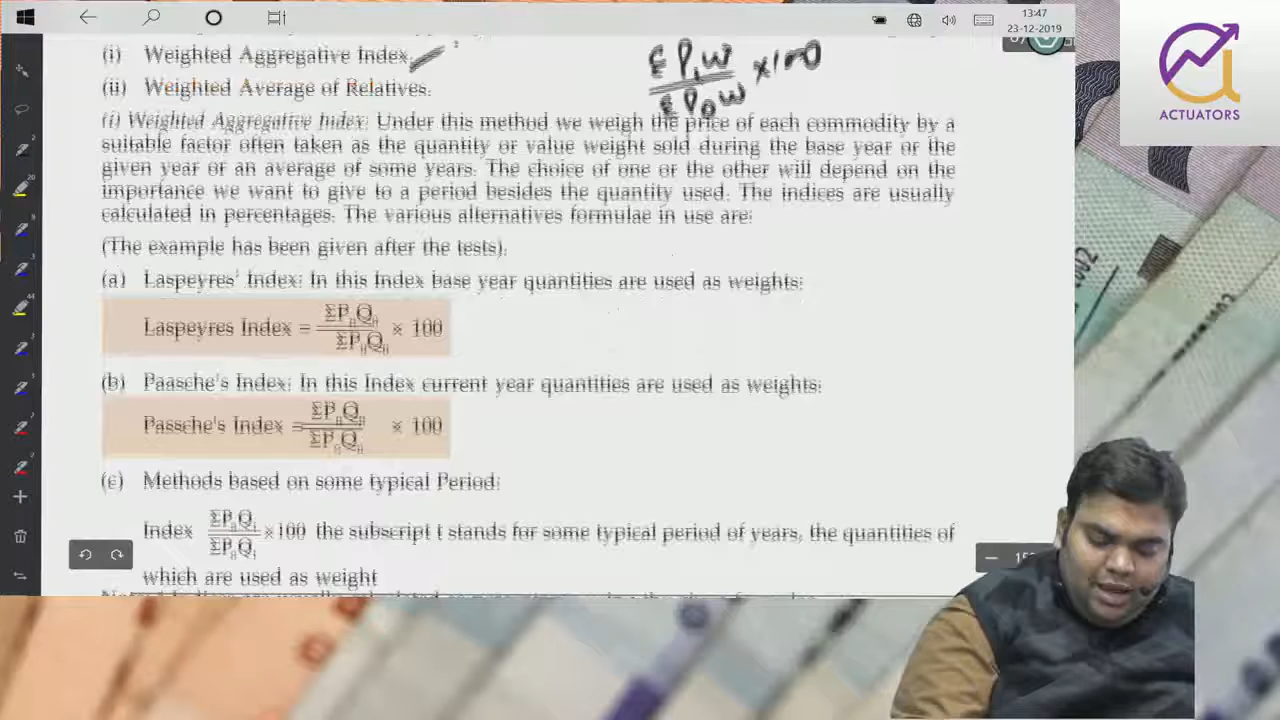 13:47
23-12-2019
ACTUATORS
(i) Weighted Aggregative Index
(ii) Weighted Average of Relatives.
ΣP₁W
ΣP₀W ×100
(i) Weighted Aggregative Index: Under this method we weigh the price of each commodity by a
suitable factor often taken as the quantity or value weight sold during the base year or the
given year or an average of some years. The choice of one or the other will depend on the
importance we want to give to a period besides the quantity used. The indices are usually
calculated in percentages. The various alternatives formulae in use are:
(The example has been given after the tests).
(a) Laspeyres' Index: In this Index base year quantities are used as weights:
Laspeyres Index = × 100
(b) Paasche's Index: In this Index current year quantities are used as weights:
Passche's Index = × 100
(c) Methods based on some typical Period:
Index ×100 the subscript t stands for some typical period of years, the quantities of
which are used as weight